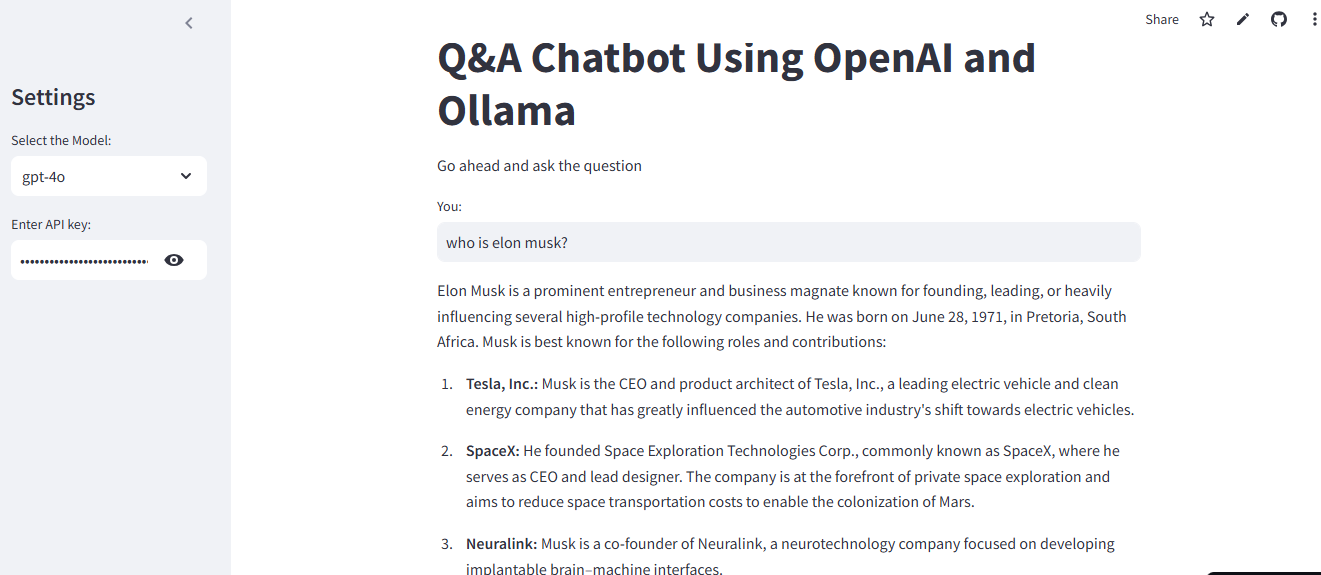 Share
Settings
Select the Model:
gpt-4o
Enter API key:
Q&A Chatbot Using OpenAI and
Ollama
Go ahead and ask the question
You:
who is elon musk?
Elon Musk is a prominent entrepreneur and business magnate known for founding, leading, or heavily
influencing several high-profile technology companies. He was born on June 28, 1971, in Pretoria, South
Africa. Musk is best known for the following roles and contributions:
1. Tesla, Inc.: Musk is the CEO and product architect of Tesla, Inc., a leading electric vehicle and clean
energy company that has greatly influenced the automotive industry's shift towards electric vehicles.
2. SpaceX: He founded Space Exploration Technologies Corp., commonly known as SpaceX, where he
serves as CEO and lead designer. The company is at the forefront of private space exploration and
aims to reduce space transportation costs to enable the colonization of Mars.
3. Neuralink: Musk is a co-founder of Neuralink, a neurotechnology company focused on developing
implantable brain–machine interfaces.